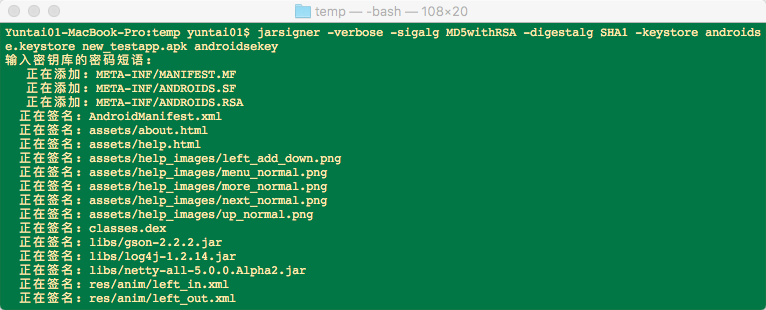 temp — -bash — 108×20
Yuntai01-MacBook-Pro:temp yuntai01$ jarsigner -verbose -sigalg MD5withRSA -digestalg SHA1 -keystore androids
e.keystore new_testapp.apk androidsekey
输入密钥库的密码短语:
正在添加: META-INF/MANIFEST.MF
正在添加: META-INF/ANDROIDS.SF
正在添加: META-INF/ANDROIDS.RSA
正在签名: AndroidManifest.xml
正在签名: assets/about.html
正在签名: assets/help.html
正在签名: assets/help_images/left_add_down.png
正在签名: assets/help_images/menu_normal.png
正在签名: assets/help_images/more_normal.png
正在签名: assets/help_images/next_normal.png
正在签名: assets/help_images/up_normal.png
正在签名: classes.dex
正在签名: libs/gson-2.2.2.jar
正在签名: libs/log4j-1.2.14.jar
正在签名: libs/netty-all-5.0.0.Alpha2.jar
正在签名: res/anim/left_in.xml
正在签名: res/anim/left_out.xml